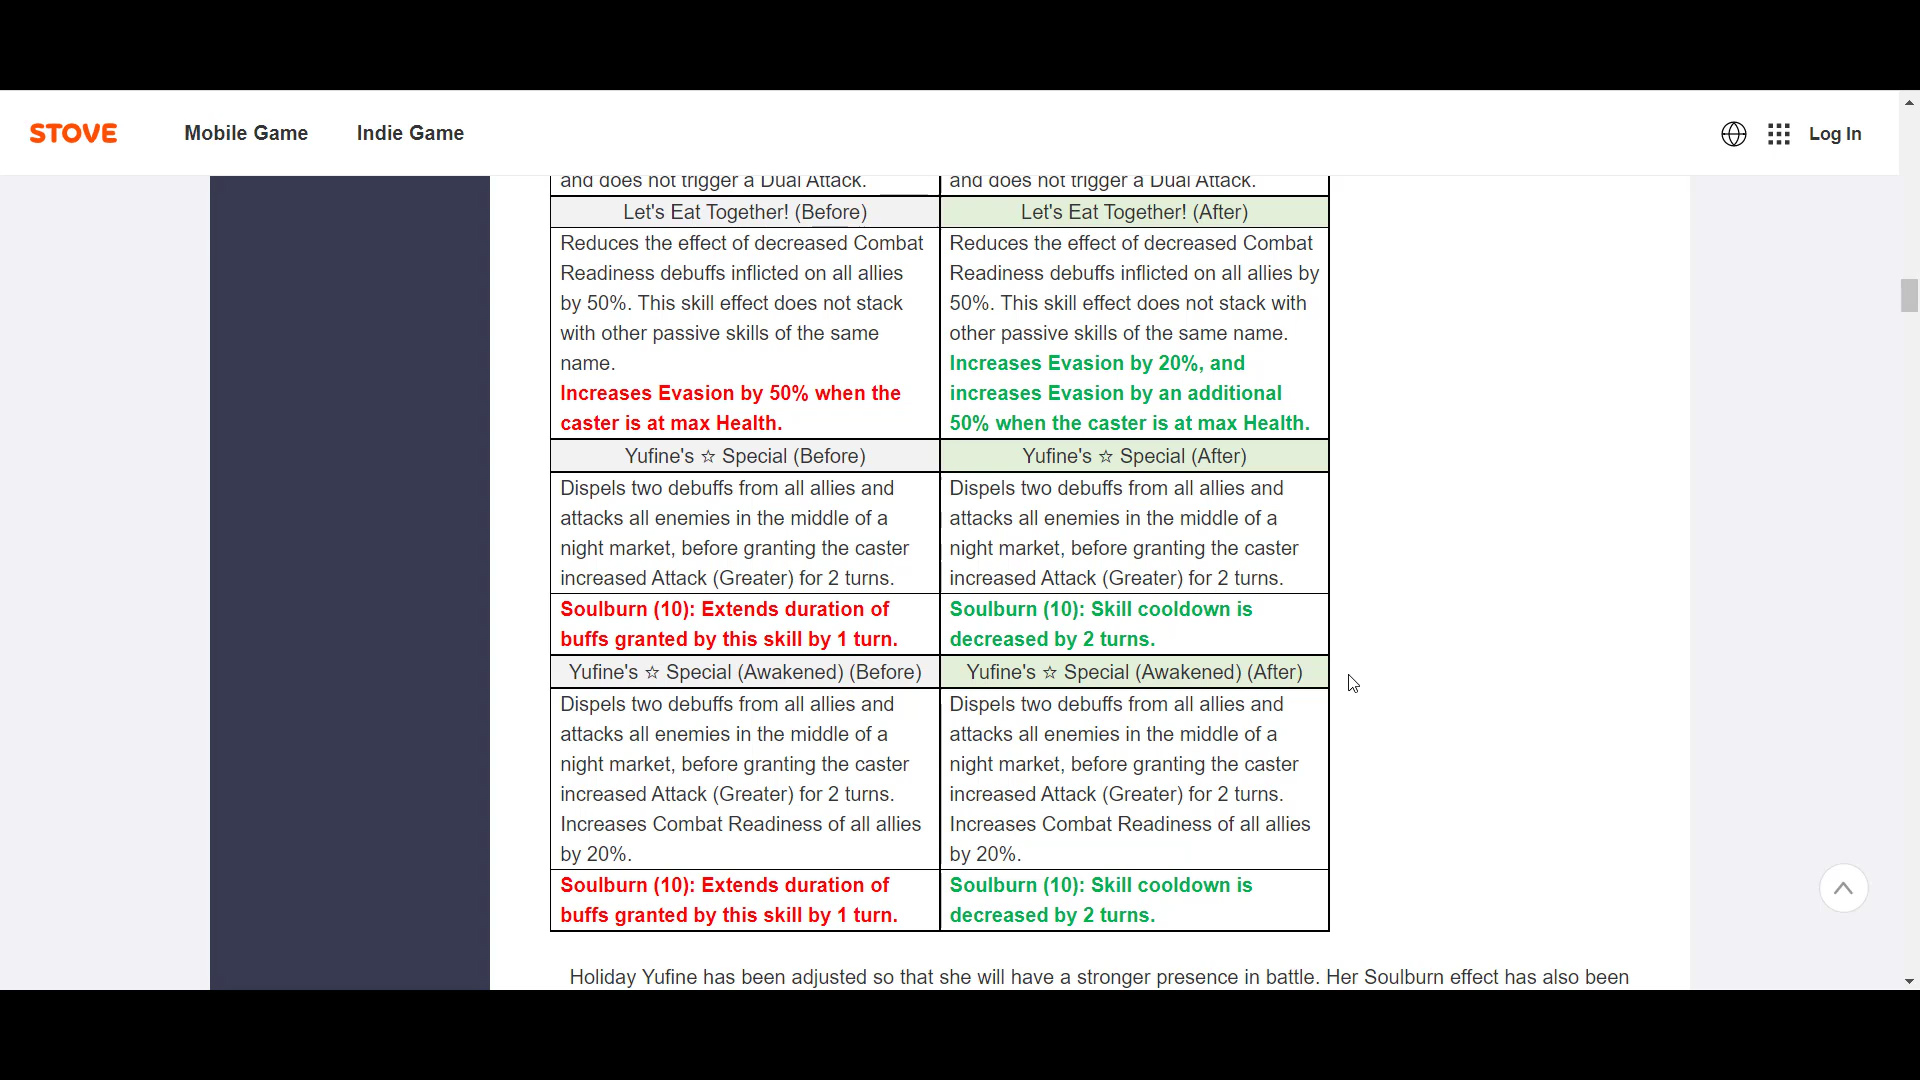 STOVE
Mobile Game
Indie Game
Log In
and does not trigger a Dual Attack.
and does not trigger a Dual Attack.
Let's Eat Together! (Before)
Let's Eat Together! (After)
Reduces the effect of decreased Combat
Readiness debuffs inflicted on all allies
by 50%. This skill effect does not stack
with other passive skills of the same
name.
Increases Evasion by 50% when the
caster is at max Health.
Reduces the effect of decreased Combat
Readiness debuffs inflicted on all allies by
50%. This skill effect does not stack with
other passive skills of the same name.
Increases Evasion by 20%, and
increases Evasion by an additional
50% when the caster is at max Health.
Yufine's ☆ Special (Before)
Yufine's ☆ Special (After)
Dispels two debuffs from all allies and
attacks all enemies in the middle of a
night market, before granting the caster
increased Attack (Greater) for 2 turns.
Dispels two debuffs from all allies and
attacks all enemies in the middle of a
night market, before granting the caster
increased Attack (Greater) for 2 turns.
Soulburn (10): Extends duration of
buffs granted by this skill by 1 turn.
Soulburn (10): Skill cooldown is
decreased by 2 turns.
Yufine's ☆ Special (Awakened) (Before)
Yufine's ☆ Special (Awakened) (After)
Dispels two debuffs from all allies and
attacks all enemies in the middle of a
night market, before granting the caster
increased Attack (Greater) for 2 turns.
Increases Combat Readiness of all allies
by 20%.
Dispels two debuffs from all allies and
attacks all enemies in the middle of a
night market, before granting the caster
increased Attack (Greater) for 2 turns.
Increases Combat Readiness of all allies
by 20%.
Soulburn (10): Extends duration of
buffs granted by this skill by 1 turn.
Soulburn (10): Skill cooldown is
decreased by 2 turns.
Holiday Yufine has been adjusted so that she will have a stronger presence in battle. Her Soulburn effect has also been